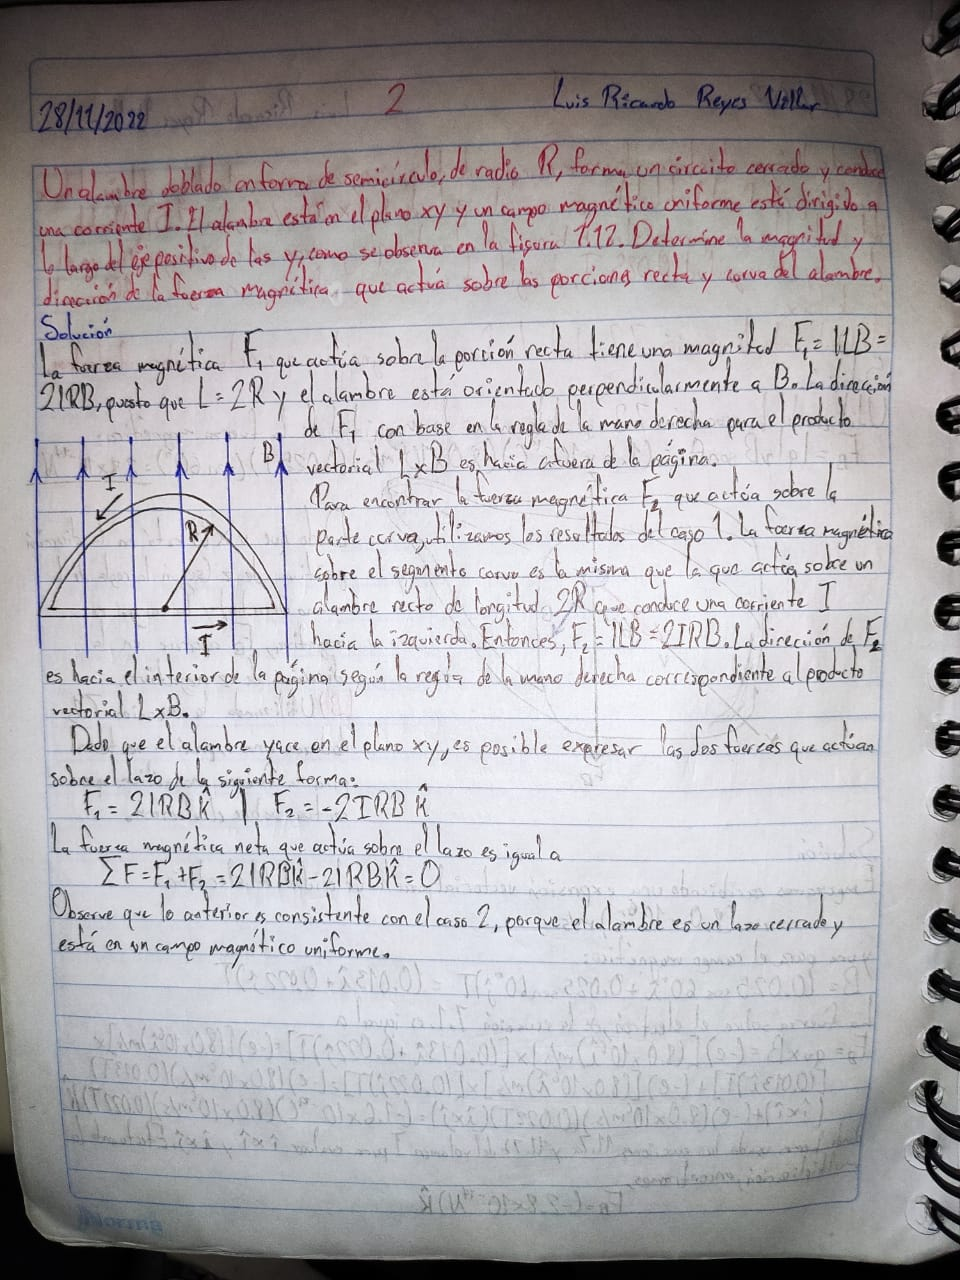 28/11/2022 2 Luis Ricardo Reyes Villar
Un alambre doblado en forma de semicírculo, de radio R, forma un circuito cerrado y conduce
una corriente I. El alambre está en el plano xy y un campo magnético uniforme está dirigido a
lo largo del eje positivo de las y, como se observa en la figura 1.12. Determine la magnitud y
dirección de la fuerza magnética que actúa sobre las porciones recta y curva del alambre.
Solución
La fuerza magnética F₁ que actúa sobre la porción recta tiene una magnitud F₁ = ILB =
2IRB, puesto que L = 2R y el alambre está orientado perpendicularmente a B. La dirección
de F₁ con base en la regla de la mano derecha para el producto
vectorial L x B es hacia afuera de la página.
Para encontrar la fuerza magnética F₂ que actúa sobre la
parte curva, utilizamos los resultados del caso 1. La fuerza magnética
sobre el segmento curvo es la misma que la que actúa sobre un
alambre recto de longitud 2R que conduce una corriente I
hacia la izquierda. Entonces, F₂ = ILB = 2IRB. La dirección de F₂
B
I
R
I
es hacia el interior de la página según la regla de la mano derecha correspondiente al producto
vectorial L x B.
Dado que el alambre yace en el plano xy, es posible expresar las dos fuerzas que actúan
sobre el lazo de la siguiente forma:
F₁ = 2IRB k̂ | F₂ = -2IRB k̂
La fuerza magnética neta que actúa sobre el lazo es igual a
∑F = F₁ + F₂ = 2IRBk̂ - 2IRBk̂ = 0
Observe que lo anterior es consistente con el caso 2, porque el alambre es un lazo cerrado y
está en un campo magnético uniforme.
Norma